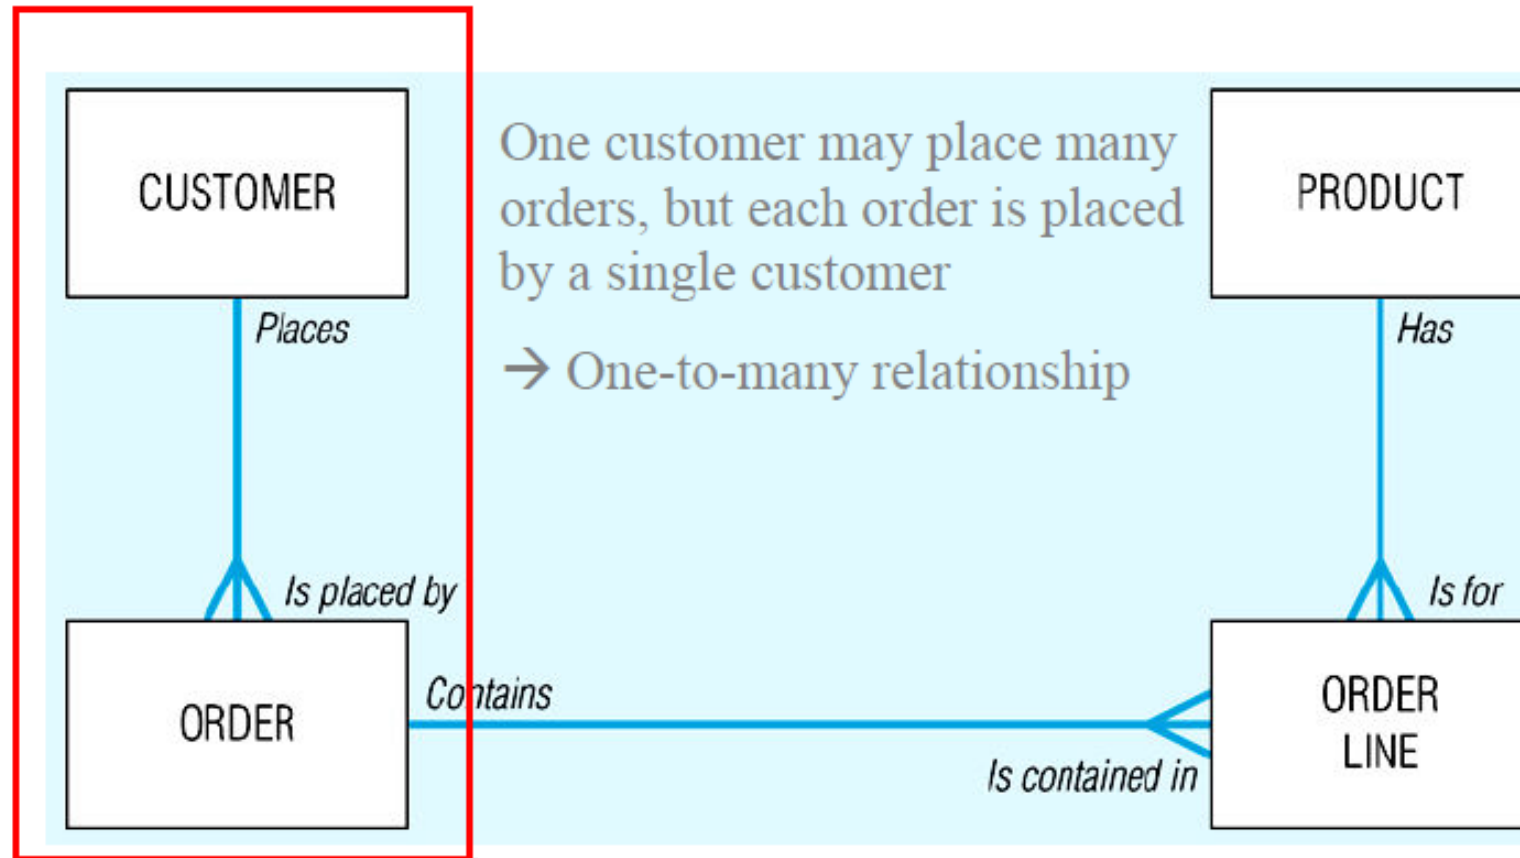 CUSTOMER
One customer may place many
orders, but each order is placed
by a single customer
→ One-to-many relationship
PRODUCT
Places
Has
Is placed by
Is for
ORDER
Contains
Is contained in
ORDER
LINE